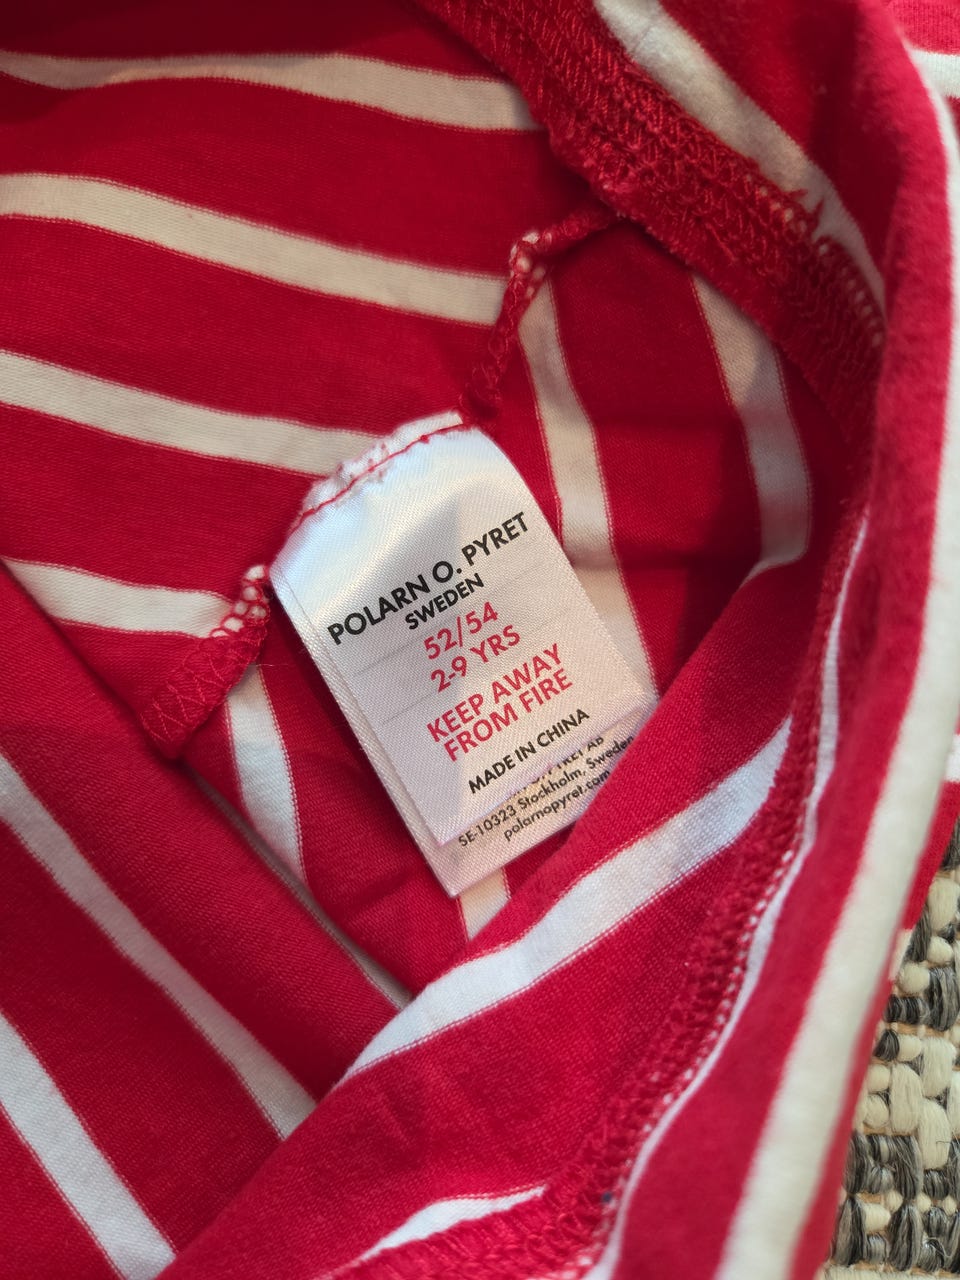 POLARN O. PYRET
SWEDEN
52/54
2-9 YRS
KEEP AWAY
FROM FIRE
MADE IN CHINA
SE-10323 Stockholm, Sweden
polarnopyret.com